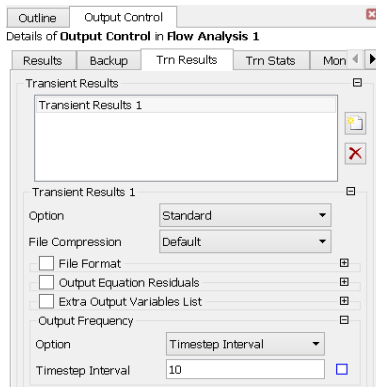 Outline Output Control
Details of Output Control in Flow Analysis 1
Results Backup Trn Results Trn Stats Mon
Transient Results
Transient Results 1
Transient Results 1
Option Standard
File Compression Default
File Format
Output Equation Residuals
Extra Output Variables List
Output Frequency
Option Timestep Interval
Timestep Interval 10